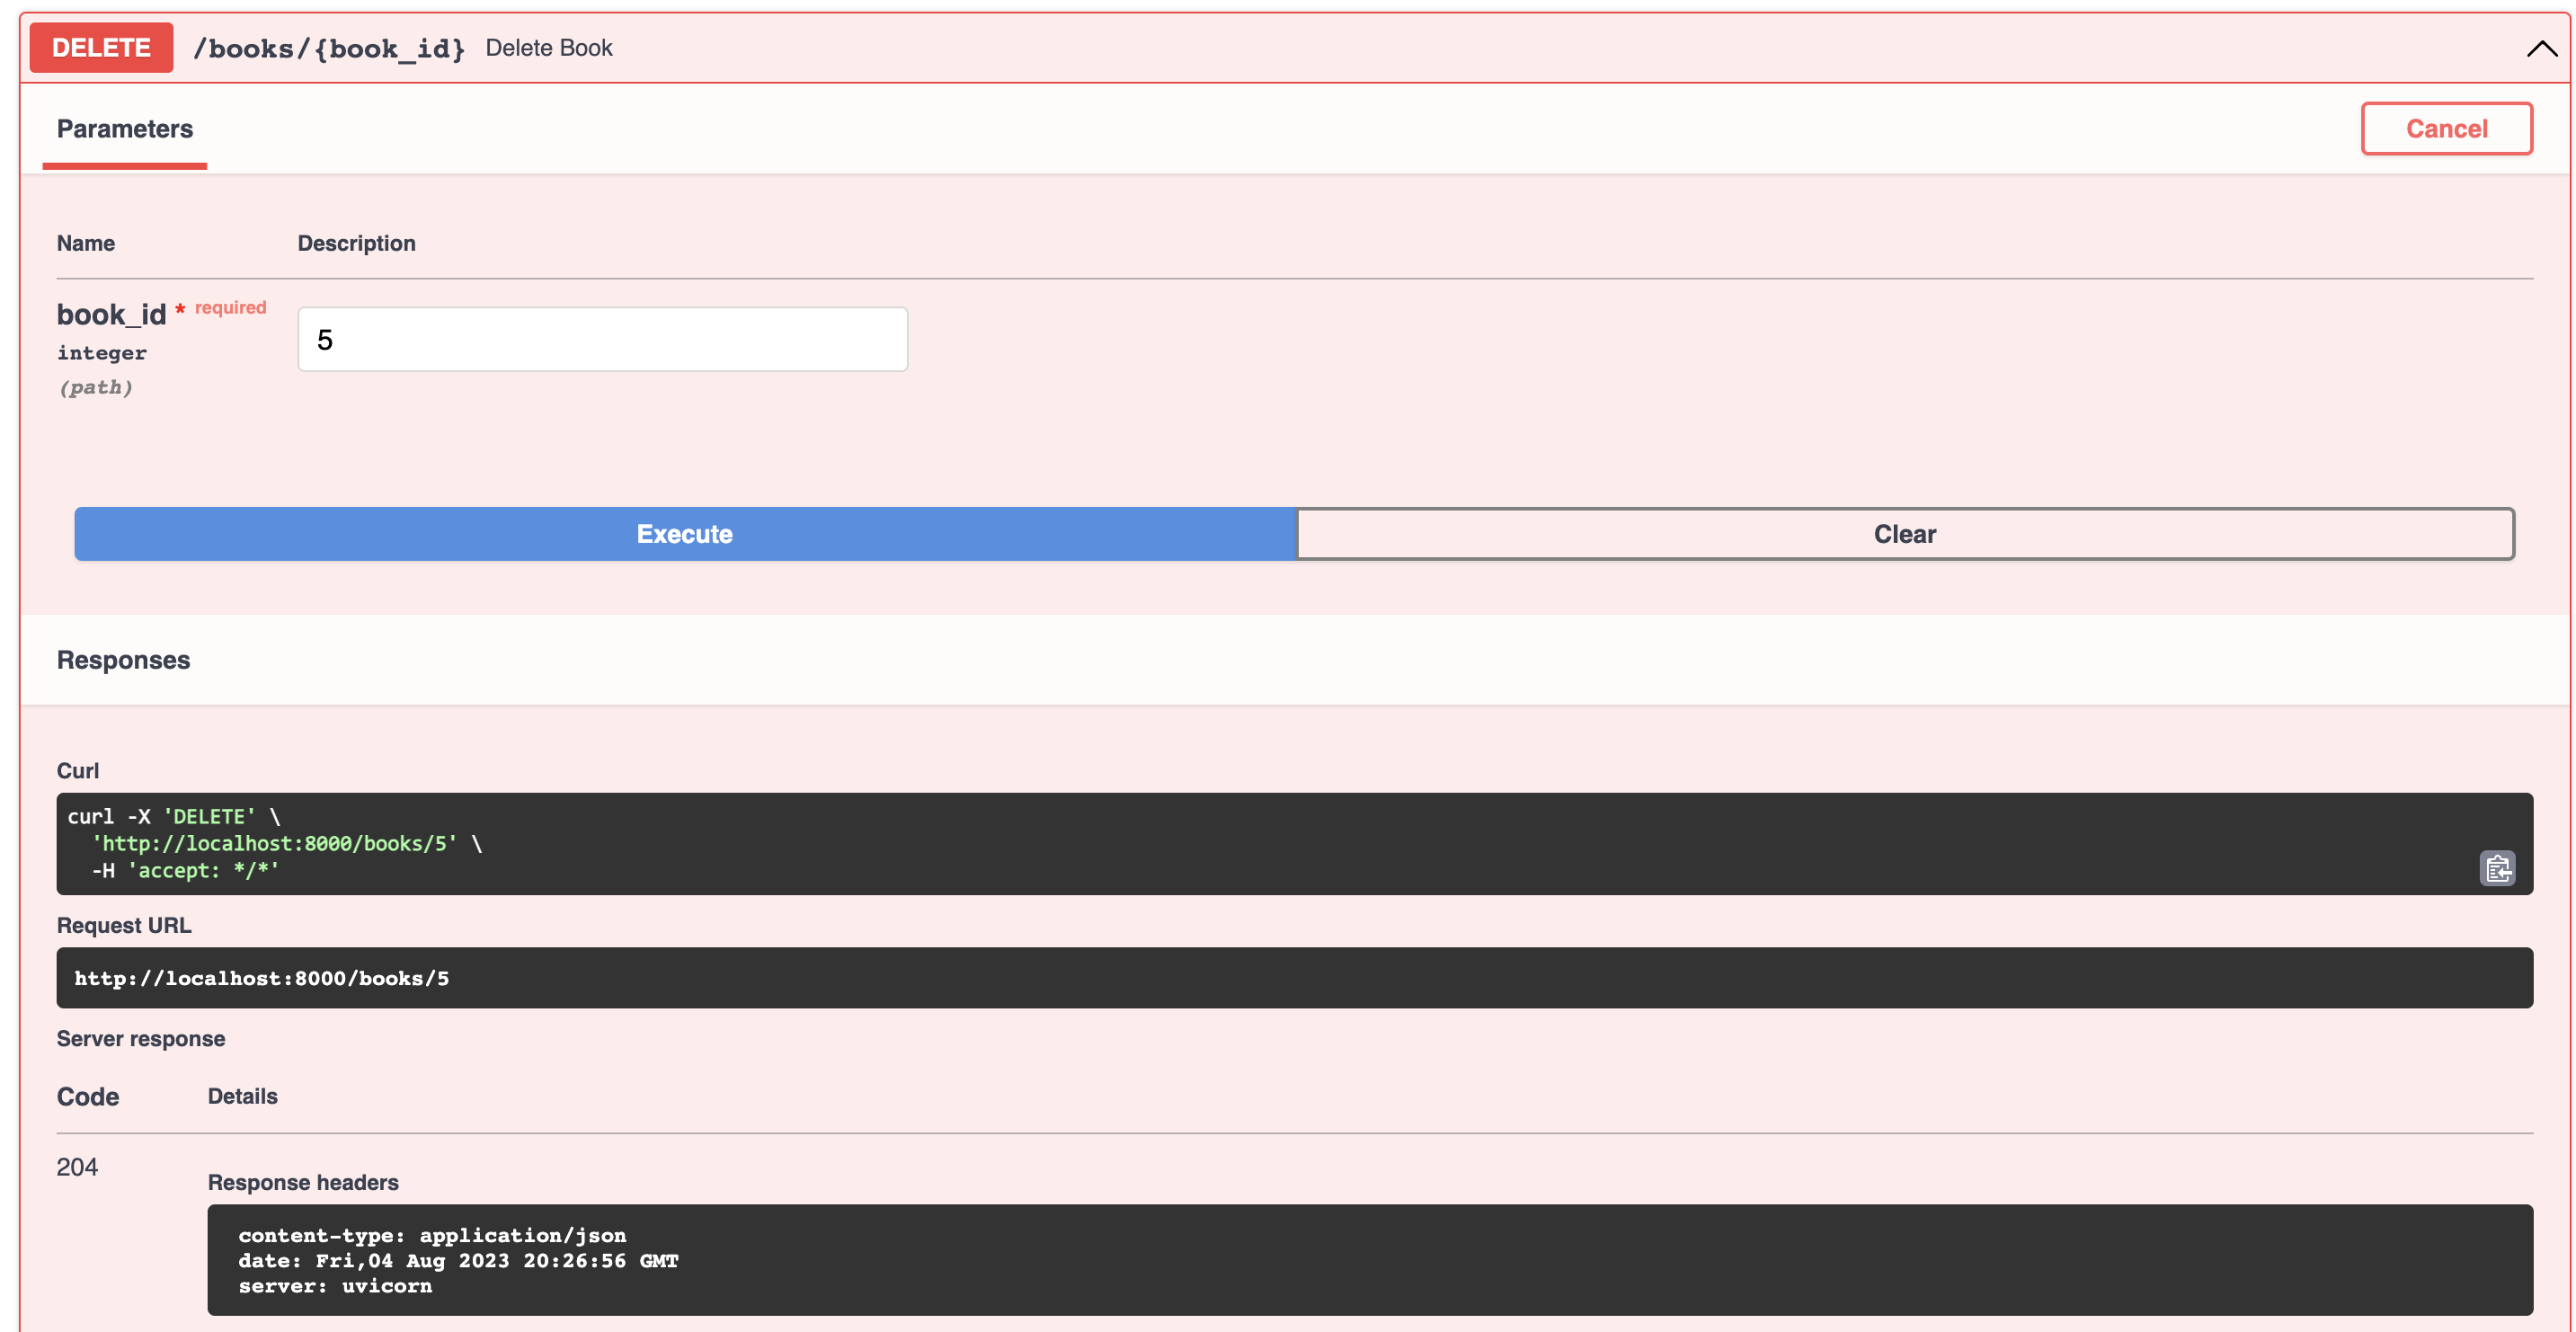 DELETE /books/{book_id} Delete Book
Parameters Cancel
Name Description
book_id * required
integer
(path)
5
Execute Clear
Responses
Curl
curl -X 'DELETE' \
'http://localhost:8000/books/5' \
-H 'accept: */*'
Request URL
http://localhost:8000/books/5
Server response
Code Details
204
Response headers
content-type: application/json
date: Fri,04 Aug 2023 20:26:56 GMT
server: uvicorn